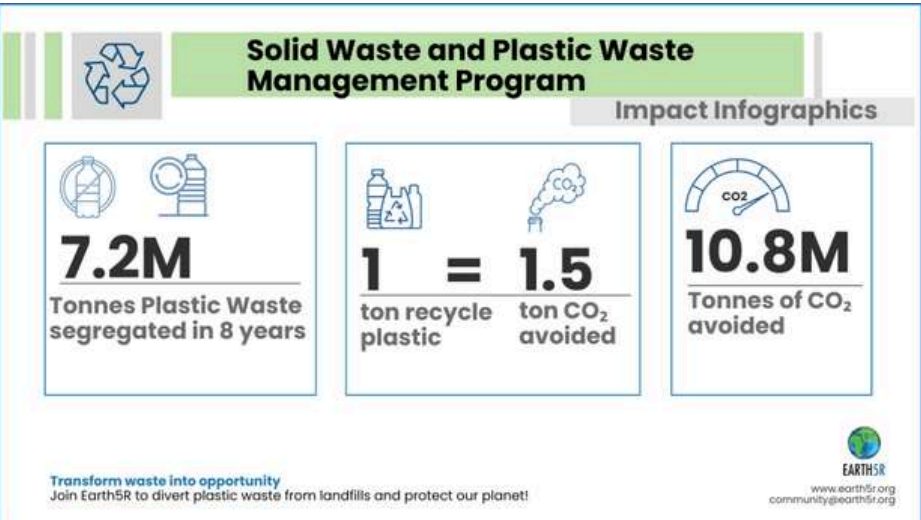 Solid Waste and Plastic Waste
Management Program
Impact Infographics
7.2M
Tonnes Plastic Waste
segregated in 8 years
CO₂
1 = 1.5
ton recycle plastic
ton CO₂ avoided
CO2
10.8M
Tonnes of CO₂
avoided
Transform waste into opportunity
Join Earth5R to divert plastic waste from landfills and protect our planet!
EARTH5R
www.earth5r.org
community@earth5r.org